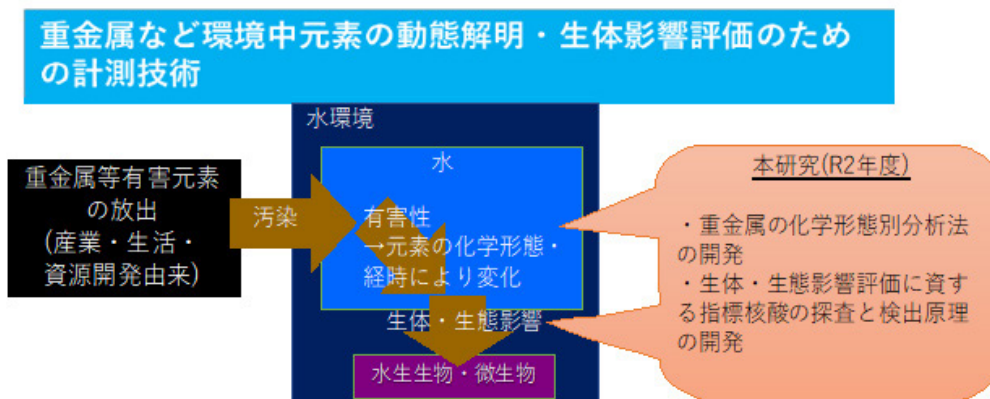 重金属など環境中元素の動態解明・生体影響評価のため
の計測技術
水環境
水
重金属等有害元素
の放出
(産業・生活・
資源開発由来)
汚染
有害性
→元素の化学形態・
経時により変化
生体・生態影響
水生生物・微生物
本研究(R2年度)
・重金属の化学形態別分析法
の開発
・生体・生態影響評価に資す
る指標核酸の探査と検出原理
の開発